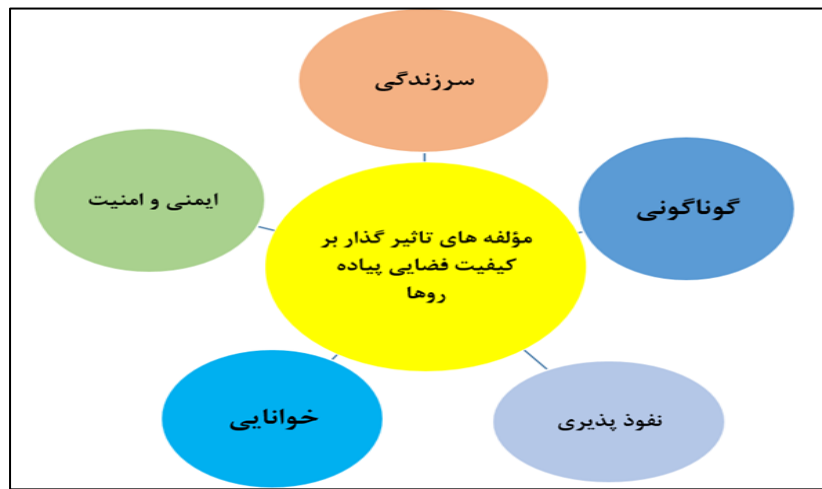 سرزندگی
گوناگونی
ایمنی و امنیت
مؤلفه های تاثیر گذار بر
کیفیت فضایی پیاده
روها
خوانایی
نفوذ پذیری